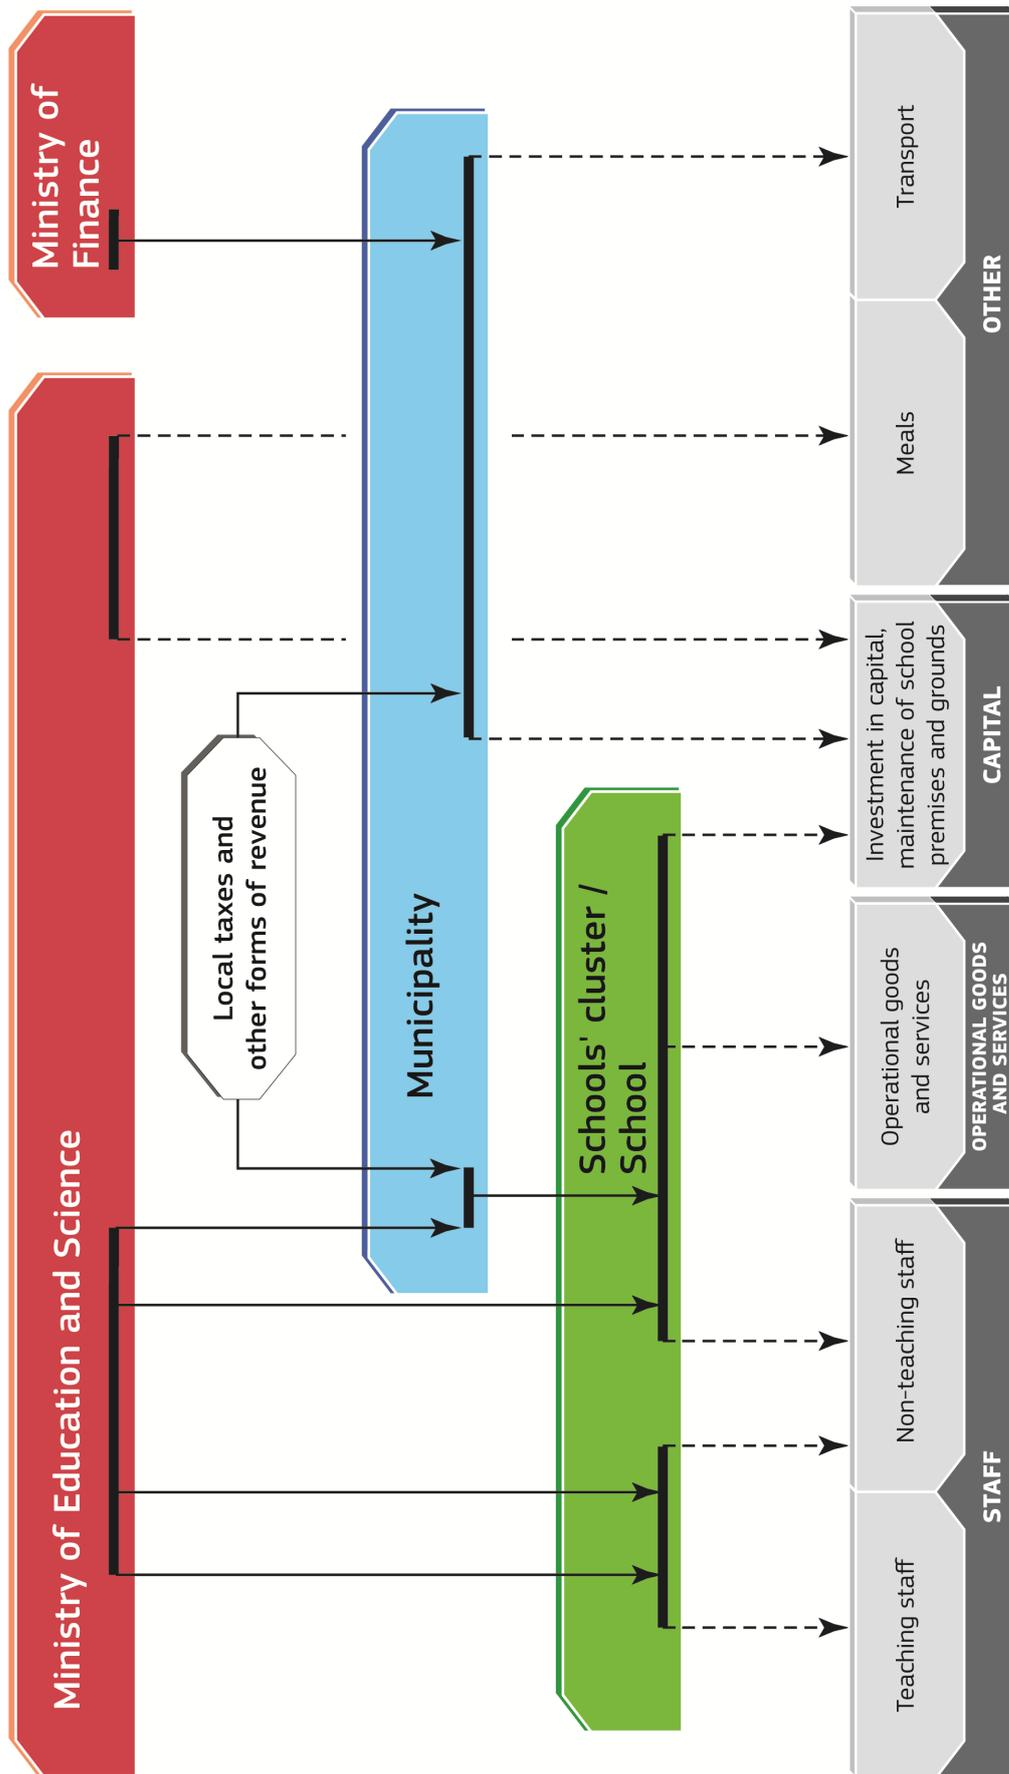 Ministry of Education and Science
Ministry of
Finance
Local taxes and
other forms of revenue
Municipality
Schools' cluster /
School
Teaching staff
Non-teaching staff
Operational goods
and services
Investment in capital,
maintenance of school
premises and grounds
Meals
Transport
STAFF
OPERATIONAL GOODS
AND SERVICES
CAPITAL
OTHER